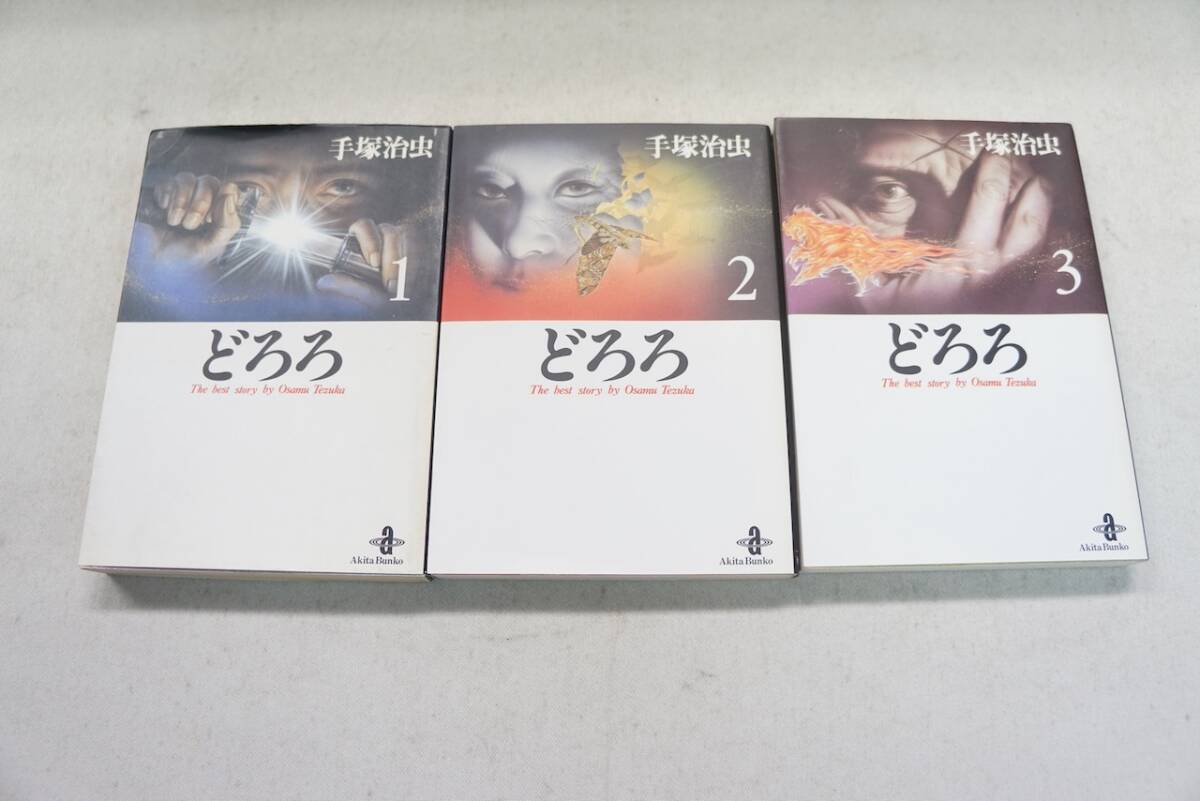 手塚治虫
1
どろろ
The best story by Osamu Tezuka
a
Akita Bunko
手塚治虫
2
どろろ
The best story by Osamu Tezuka
a
Akita Bunko
手塚治虫
3
どろろ
The best story by Osamu Tezuka
a
Akita Bunko